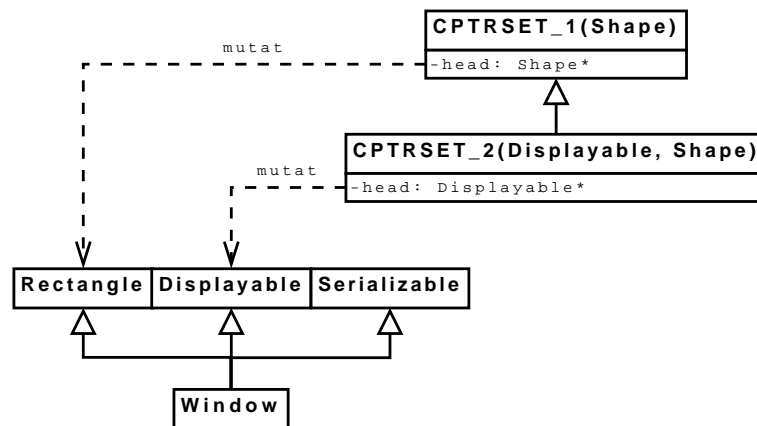 CPTRSET_1(Shape)
mutat
-head: Shape*
CPTRSET_2(Displayable, Shape)
mutat
-head: Displayable*
Rectangle Displayable Serializable
Window